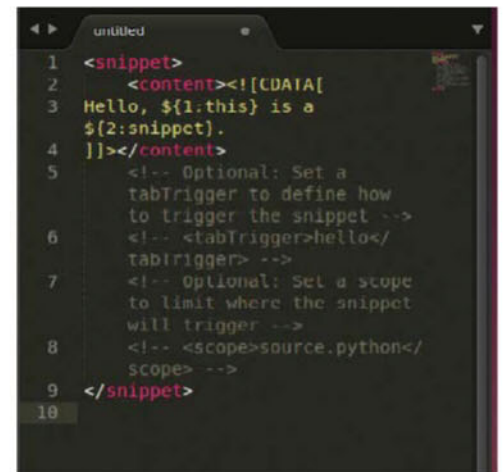 untitled
1 <snippet>
2 <content><![CDATA[
3 Hello, ${1:this} is a
${2:snippet}.
4 ]]></content>
5 <!-- Optional: Set a
tabTrigger to define how
to trigger the snippet -->
6 <!-- <tabTrigger>hello</
tabTrigger> -->
7 <!-- Optional: Set a scope
to limit where the snippet
will trigger -->
8 <!-- <scope>source.python</
scope> -->
9 </snippet>
10